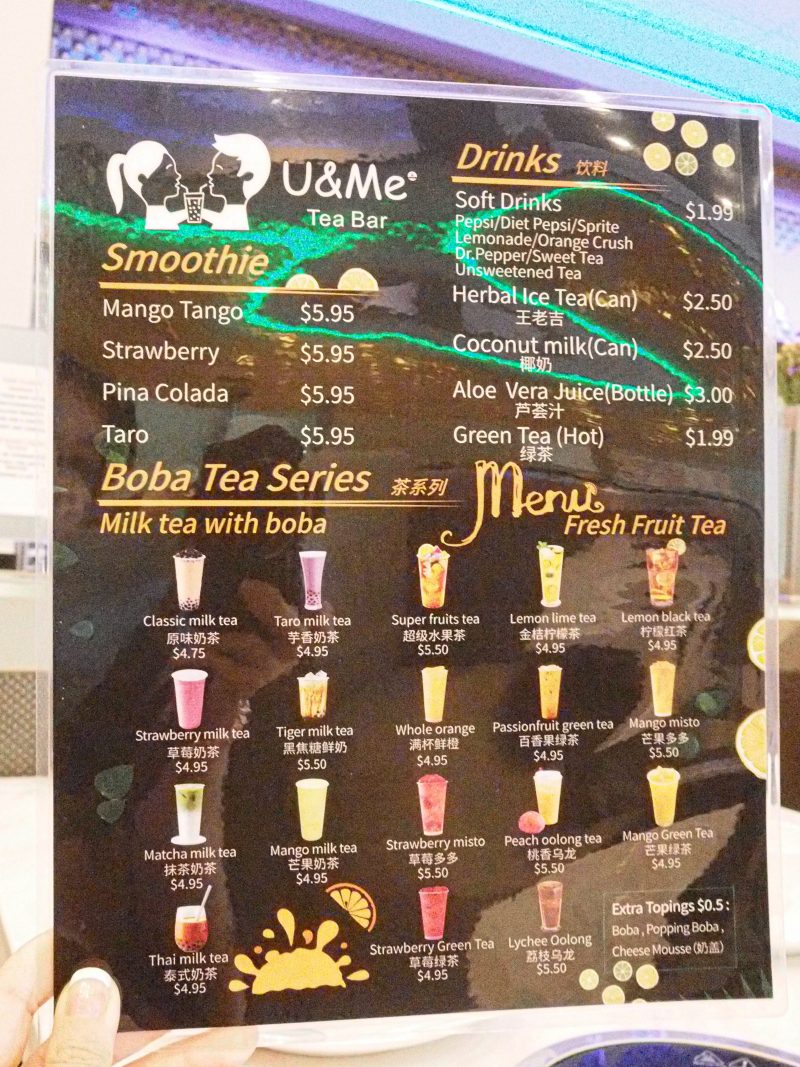 U&Me
Tea Bar
Smoothie
Mango Tango $5.95
Strawberry $5.95
Pina Colada $5.95
Taro $5.95
Drinks 饮料
Soft Drinks $1.99
Pepsi/Diet Pepsi/Sprite
Lemonade/Orange Crush
Dr.Pepper/Sweet Tea
Unsweetened Tea
Herbal Ice Tea(Can) $2.50
王老吉
Coconut milk(Can) $2.50
椰奶
Aloe Vera Juice(Bottle) $3.00
芦荟汁
Green Tea (Hot) $1.99
绿茶
Boba Tea Series 茶系列
Menu
Milk tea with boba
Fresh Fruit Tea
Classic milk tea
原味奶茶
$4.75
Taro milk tea
芋香奶茶
$4.95
Super fruits tea
超级水果茶
$5.50
Lemon lime tea
金桔柠檬茶
$4.95
Lemon black tea
柠檬红茶
$4.95
Strawberry milk tea
草莓奶茶
$4.95
Tiger milk tea
黑焦糖鲜奶
$5.50
Whole orange
满杯鲜橙
$4.95
Passionfruit green tea
百香果绿茶
$4.95
Mango misto
芒果多多
$5.50
Matcha milk tea
抹茶奶茶
$4.95
Mango milk tea
芒果奶茶
$4.95
Strawberry misto
草莓多多
$5.50
Peach oolong tea
桃香乌龙
$5.50
Mango Green Tea
芒果绿茶
$4.95
Thai milk tea
泰式奶茶
$4.95
Strawberry Green Tea
草莓绿茶
$4.95
Lychee Oolong
荔枝乌龙
$5.50
Extra Topings $0.5 :
Boba , Popping Boba ,
Cheese Mousse (奶盖)